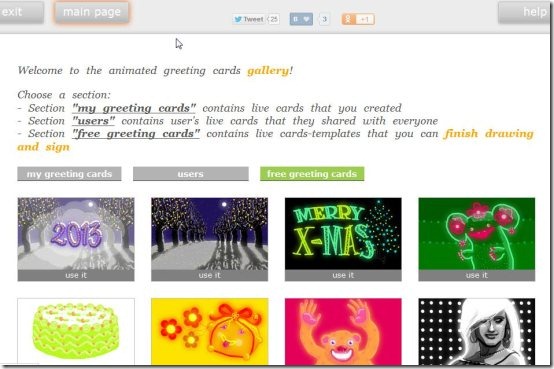 exit main page Tweet 25 6 3 +1 help
Welcome to the animated greeting cards gallery!
Choose a section:
- Section "my greeting cards" contains live cards that you created
- Section "users" contains user's live cards that they shared with everyone
- Section "free greeting cards" contains live cards-templates that you can finish drawing
and sign
my greeting cards users free greeting cards
2013
MERRY
X-MAS
use it use it use it use it